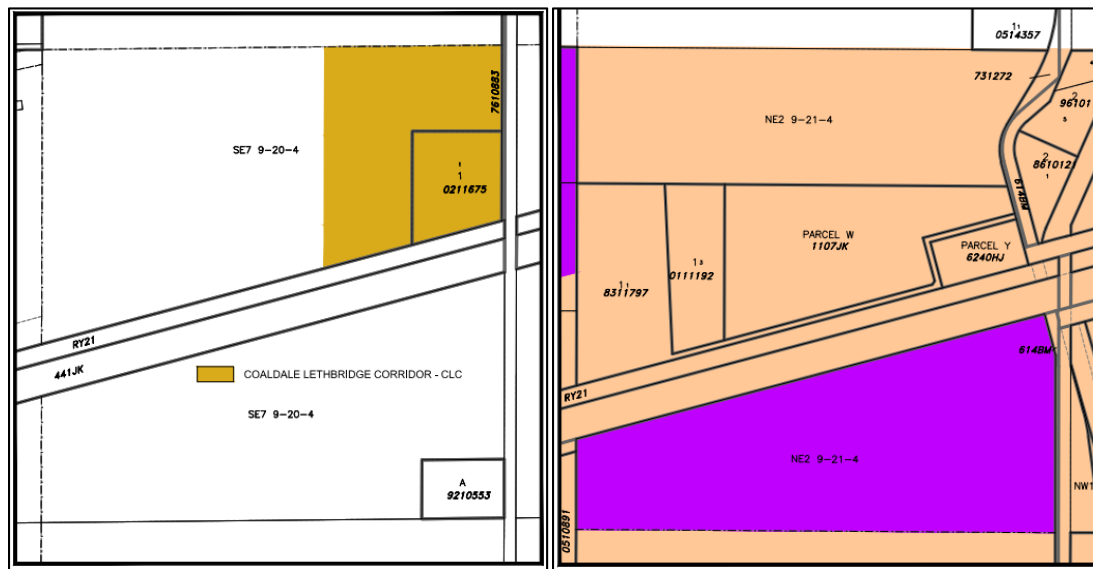 7610883
SE7 9-20-4
1
0211675
RY21
441JK
COALDALE LETHBRIDGE CORRIDOR - CLC
SE7 9-20-4
A
9210553
1
0514357
731272
2
96101
NE2 9-21-4
2
861012
1
614BM
PARCEL W
1107JK
PARCEL Y
6240HJ
1
0111192
1
8311797
614BM
RY21
NE2 9-21-4
NW1
0510891